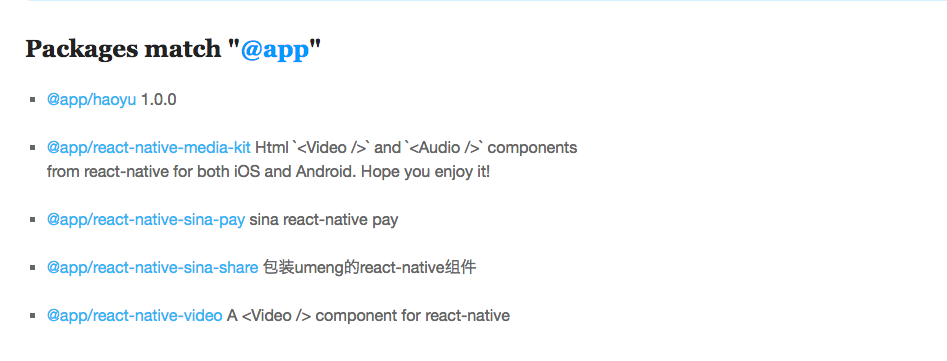 Packages match "@app"
@app/haoyu 1.0.0
@app/react-native-media-kit Html `<Video />` and `<Audio />` components
from react-native for both iOS and Android. Hope you enjoy it!
@app/react-native-sina-pay sina react-native pay
@app/react-native-sina-share 包装umeng的react-native组件
@app/react-native-video A <Video /> component for react-native